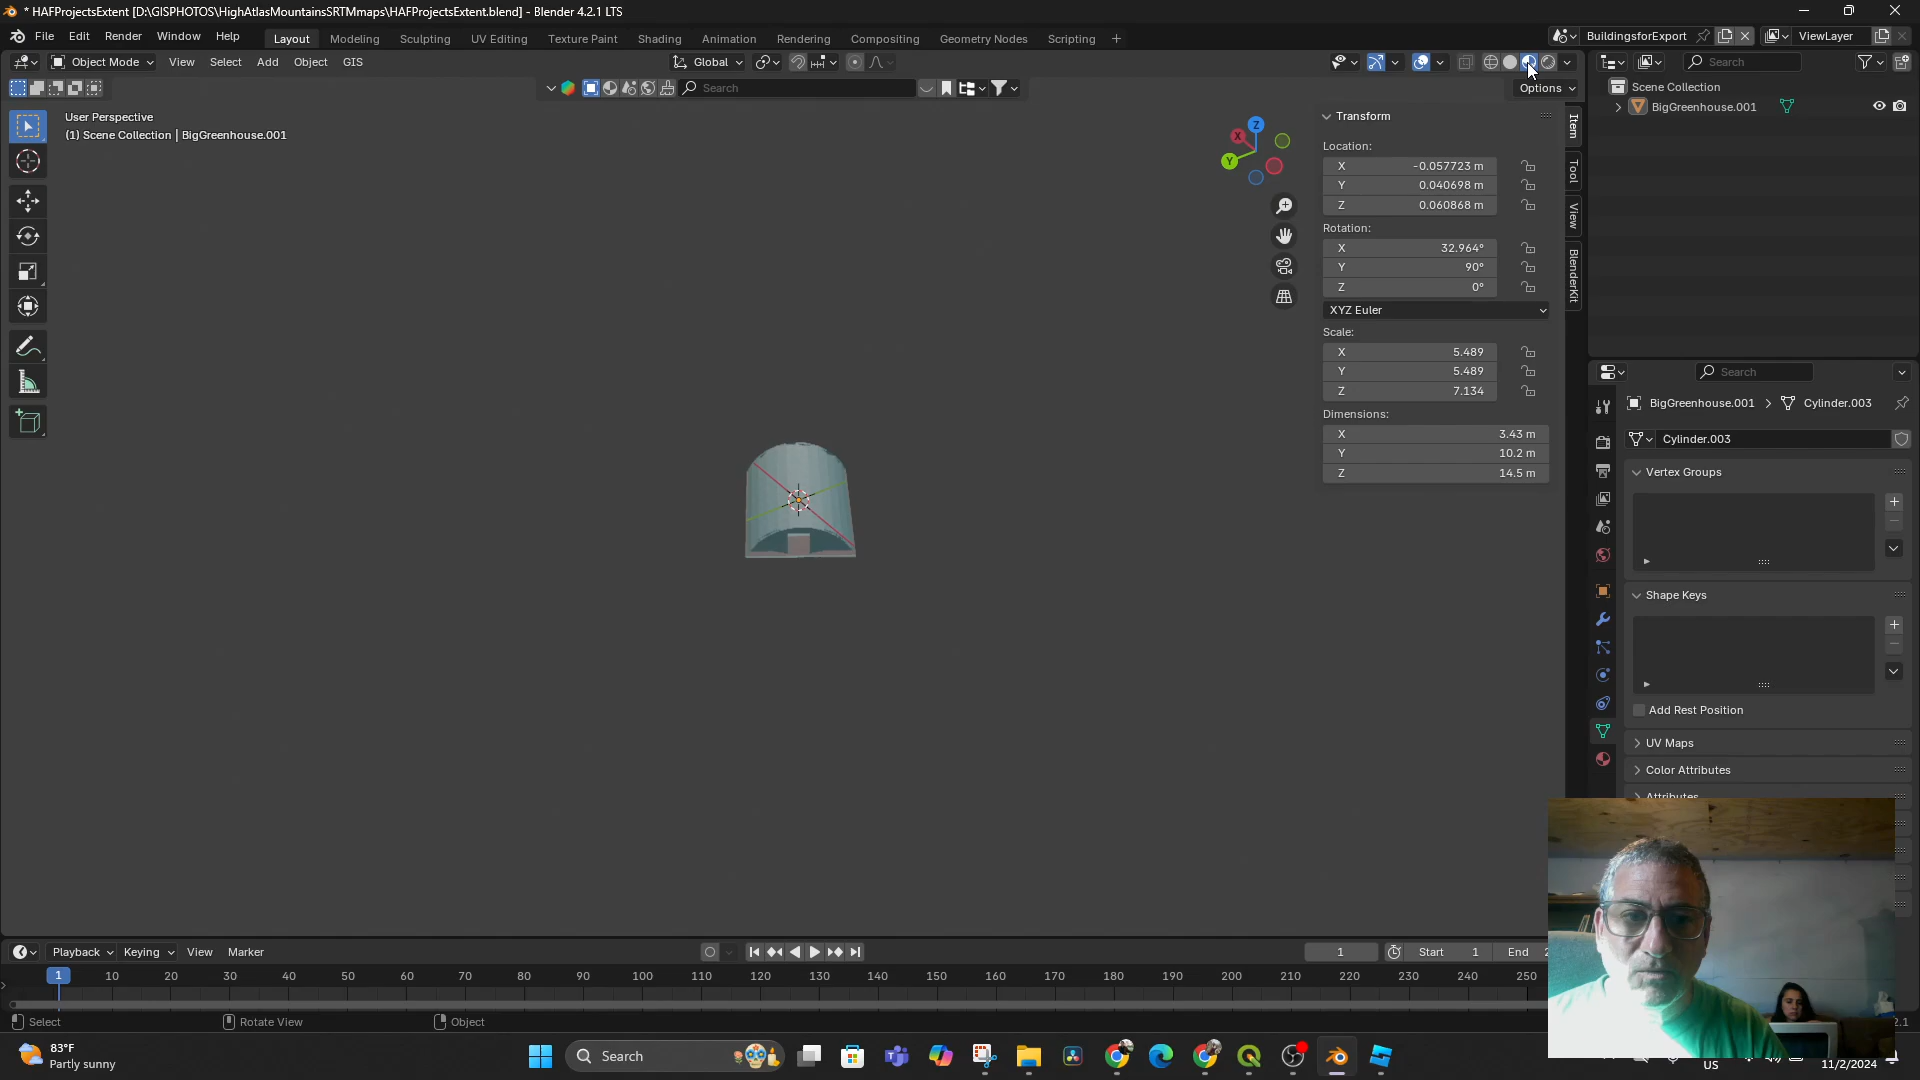 * HAFProjectsExtent [D:\GISPHOTOS\HighAtlasMountainsSRTMmaps\HAFProjectsExtent.blend] - Blender 4.2.1 LTS
File Edit Render Window Help Layout Modeling Sculpting UV Editing Texture Paint Shading Animation Rendering Compositing Geometry Nodes Scripting + BuildingsforExport ViewLayer
Object Mode View Select Add Object GIS Global Search
Search Options Scene Collection
User Perspective Transform BigGreenhouse.001
(1) Scene Collection | BigGreenhouse.001
Item
Tool
View
BlenderKit
Z
X
Y
Location:
X -0.057723 m
Y 0.040698 m
Z 0.060868 m
Rotation:
X 32.964°
Y 90°
Z 0°
XYZ Euler
Scale:
X 5.489
Y 5.489
Z 7.134
Dimensions:
X 3.43 m
Y 10.2 m
Z 14.5 m
Search
BigGreenhouse.001 > Cylinder.003
Cylinder.003
Vertex Groups
Shape Keys
Add Rest Position
UV Maps
Color Attributes
Attributes
Playback Keying View Marker 1 Start 1 End 2
1 10 20 30 40 50 60 70 80 90 100 110 120 130 140 150 160 170 180 190 200 210 220 230 240 250
Select Rotate View Object 2.1
83°F
Partly sunny
Search
US
11/2/2024